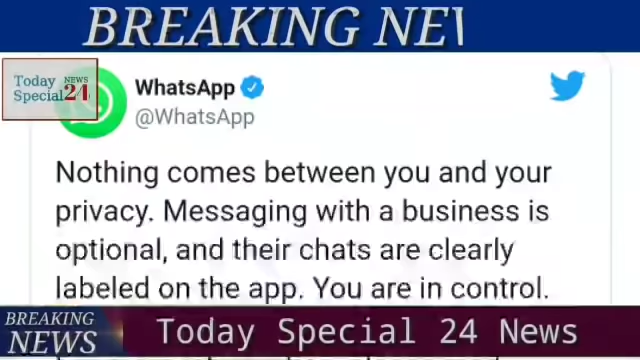 BREAKING NEW
Today
Special
NEWS
24
WhatsApp
@WhatsApp
Nothing comes between you and your
privacy. Messaging with a business is
optional, and their chats are clearly
labeled on the app. You are in control.
BREAKING
NEWS
Today Special 24 News